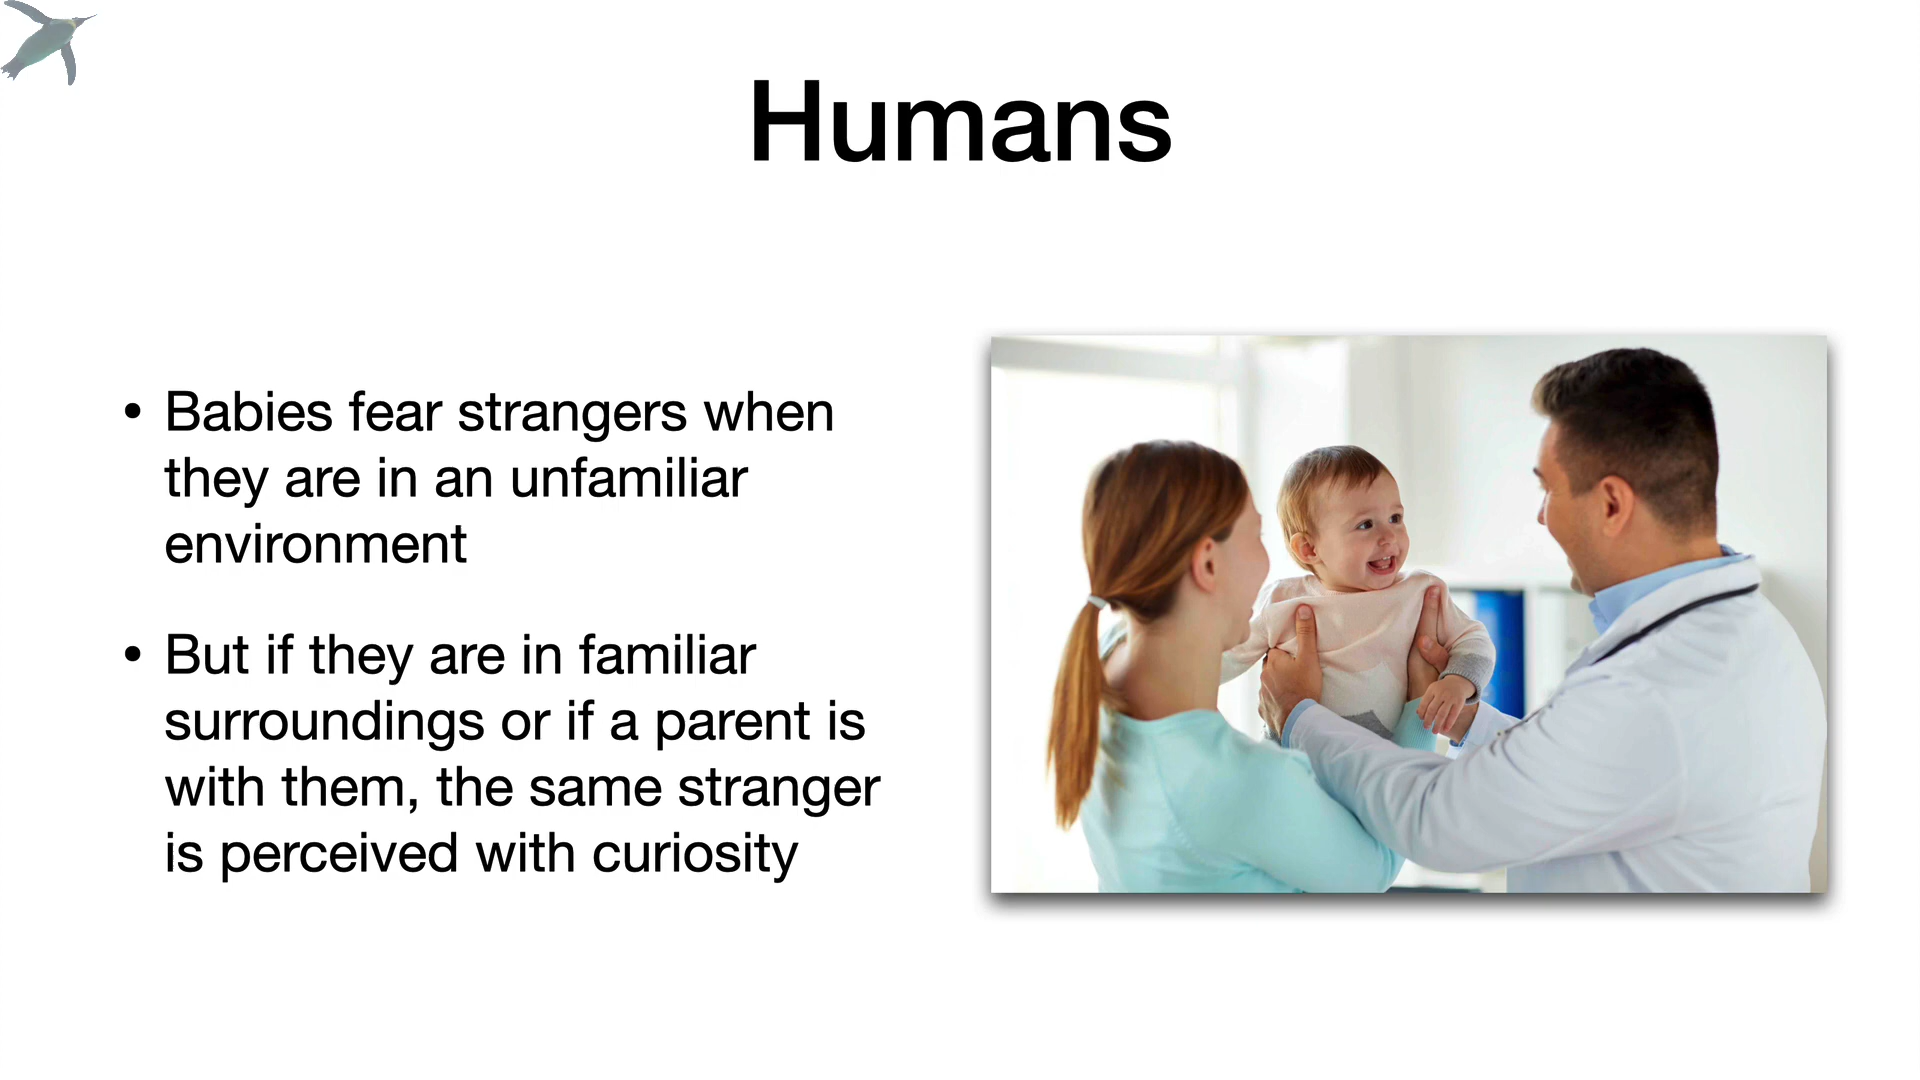 Humans
• Babies fear strangers when
they are in an unfamiliar
environment
• But if they are in familiar
surroundings or if a parent is
with them, the same stranger
is perceived with curiosity